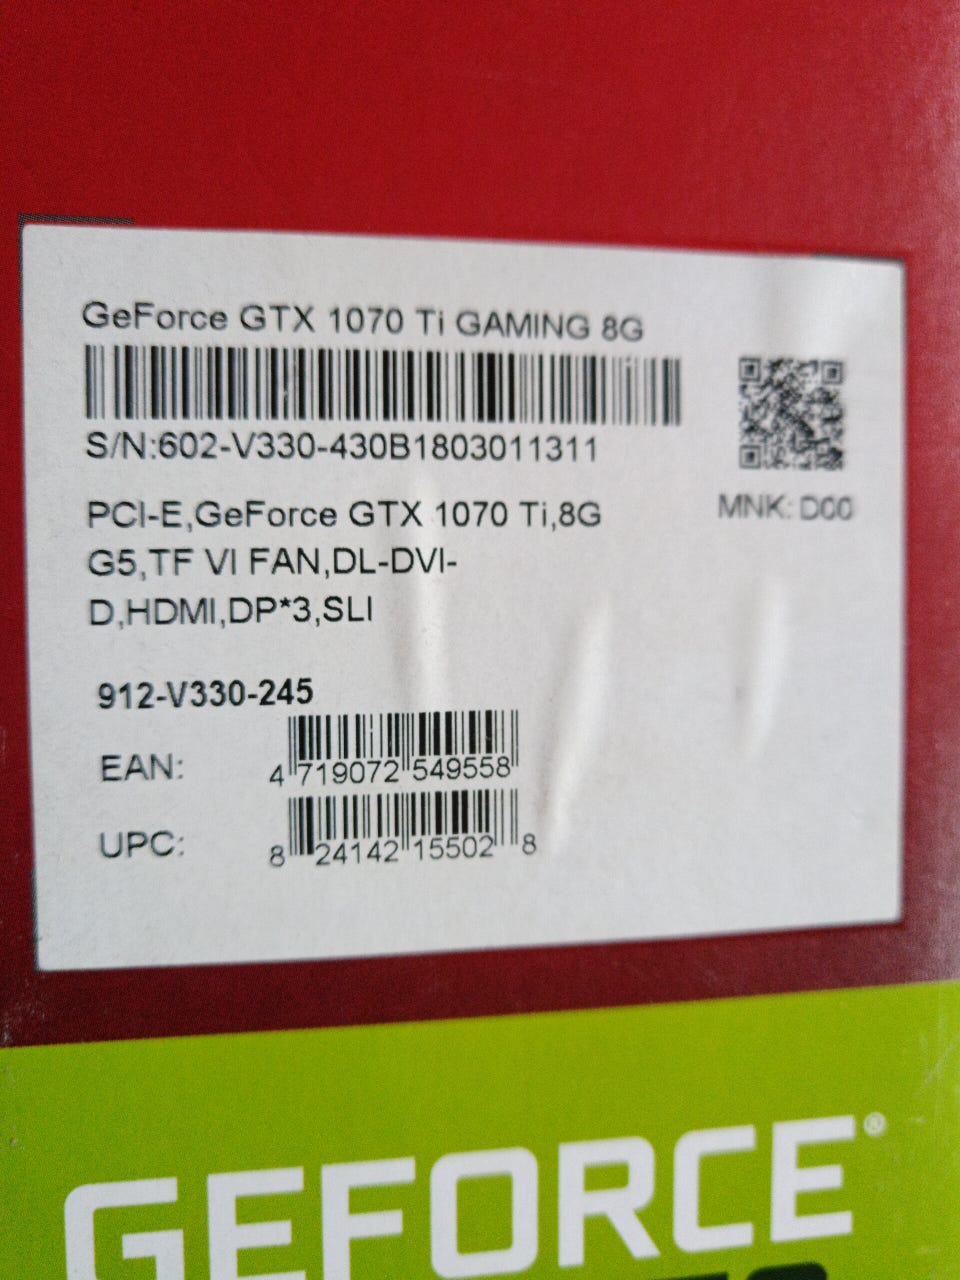 GeForce GTX 1070 Ti GAMING 8G
S/N:602-V330-430B1803011311
MNK: D00
PCI-E,GeForce GTX 1070 Ti,8G
G5,TF VI FAN,DL-DVI-
D,HDMI,DP*3,SLI
912-V330-245
EAN: 4 719072 549558
UPC: 8 24142 15502 8
GEFORCE®